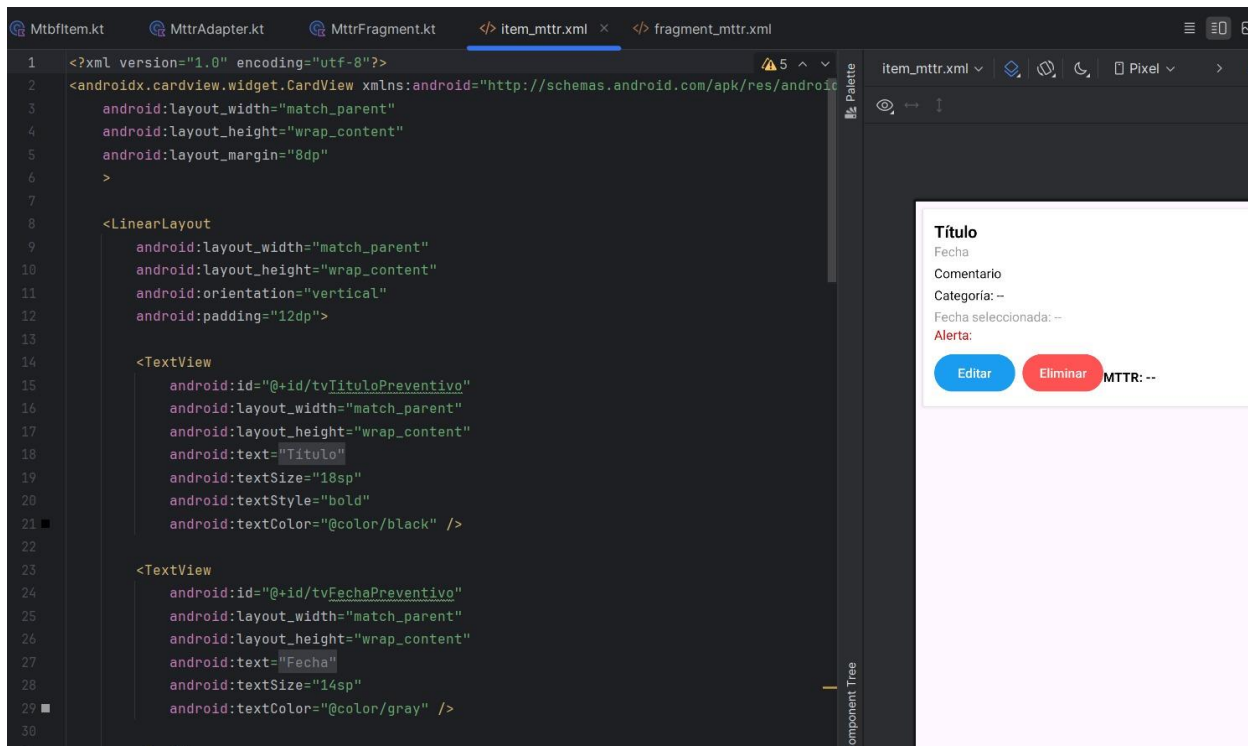 MtbfItem.kt MttrAdapter.kt MttrFragment.kt </> item_mttr.xml × </> fragment_mttr.xml
5
item_mttr.xml Pixel
Palette
1 <?xml version="1.0" encoding="utf-8"?>
2 <androidx.cardview.widget.CardView xmlns:android="http://schemas.android.com/apk/res/android
3 android:layout_width="match_parent"
4 android:layout_height="wrap_content"
5 android:layout_margin="8dp"
6 >
7
8 <LinearLayout
9 android:layout_width="match_parent"
10 android:layout_height="wrap_content"
11 android:orientation="vertical"
12 android:padding="12dp">
13
14 <TextView
15 android:id="@+id/tvTituloPreventivo"
16 android:layout_width="match_parent"
17 android:layout_height="wrap_content"
18 android:text="Título"
19 android:textSize="18sp"
20 android:textStyle="bold"
21 android:textColor="@color/black" />
22
23 <TextView
24 android:id="@+id/tvFechaPreventivo"
25 android:layout_width="match_parent"
26 android:layout_height="wrap_content"
27 android:text="Fecha"
28 android:textSize="14sp"
29 android:textColor="@color/gray" />
30
Título
Fecha
Comentario
Categoría: --
Fecha seleccionada: --
Alerta:
Editar Eliminar MTTR: --
omponent Tree